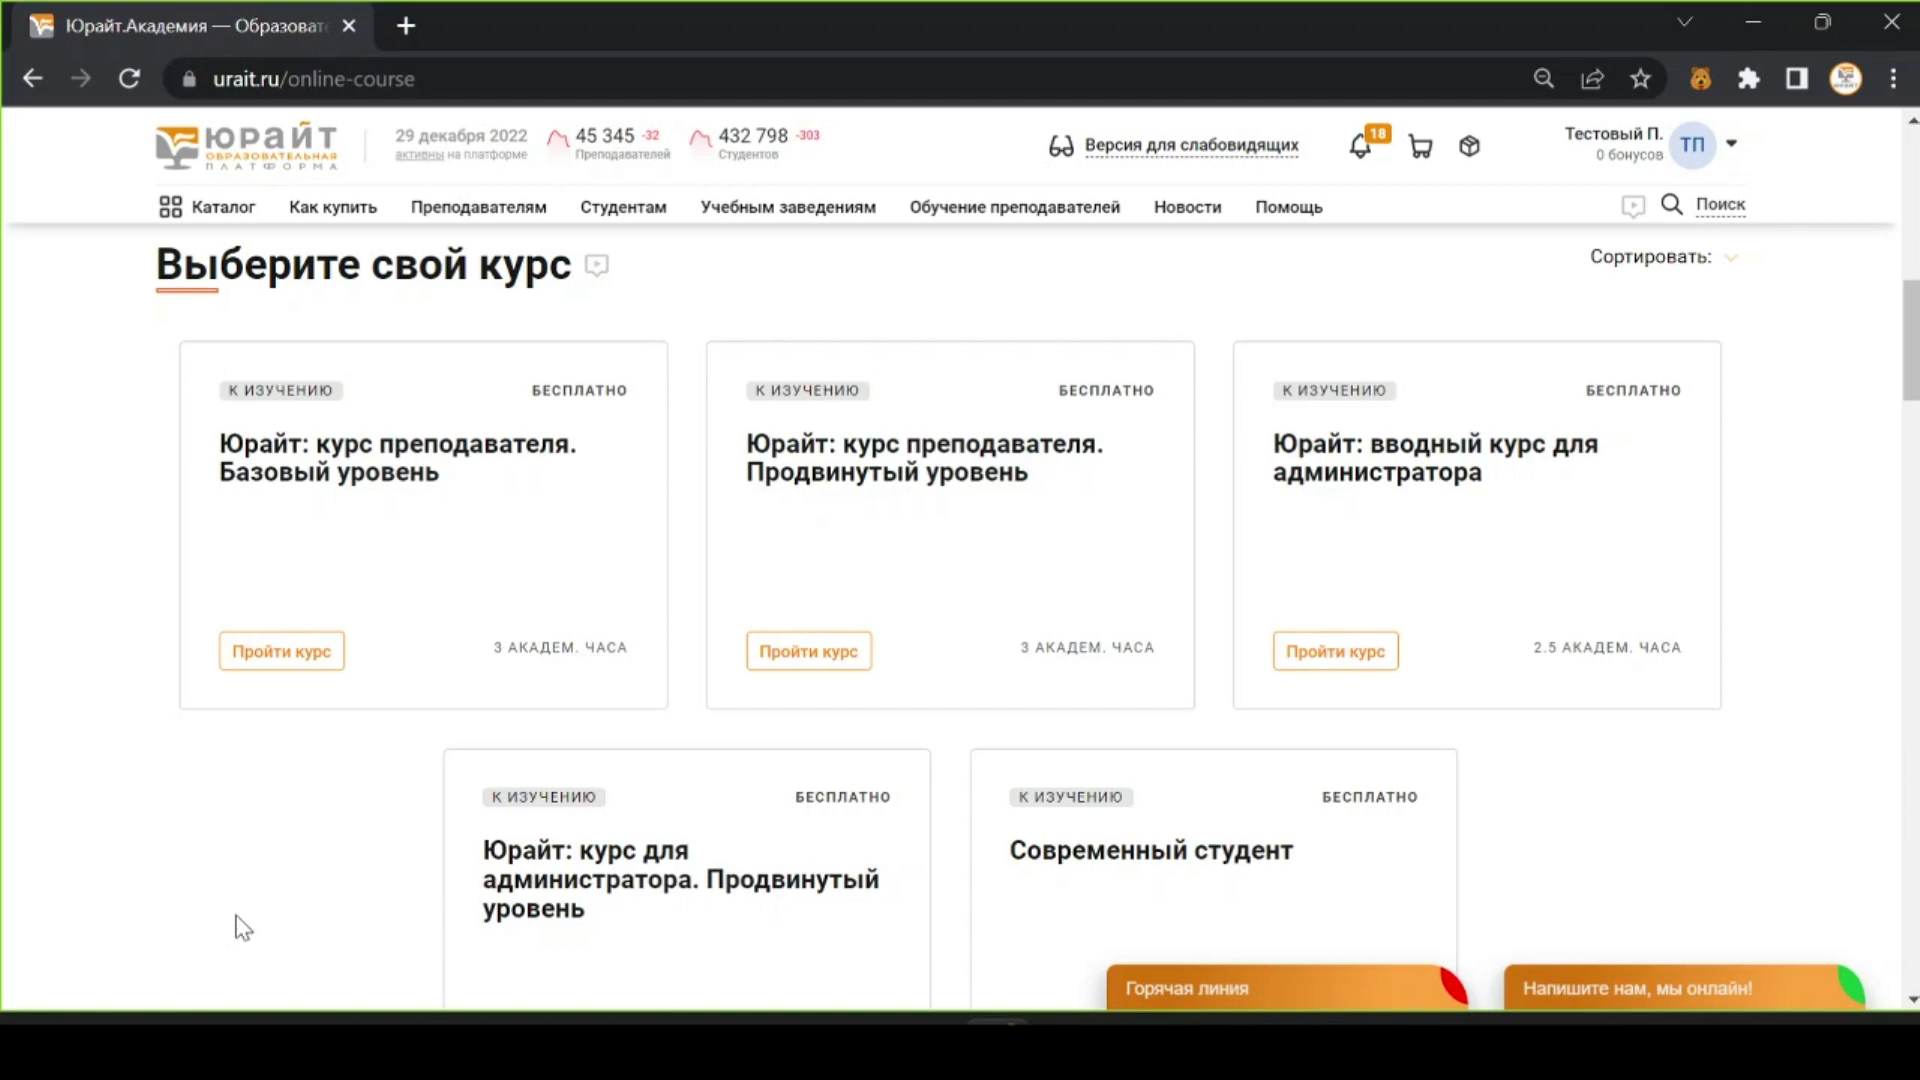 Юрайт.Академия — Образоват
urait.ru/online-course
ЮРАЙТ
ОБРАЗОВАТЕЛЬНАЯ
ПЛАТФОРМА
29 декабря 2022
активны на платформе
45 345 -32
Преподавателей
432 798 -303
Студентов
Версия для слабовидящих
18
Тестовый П.
0 бонусов
ТП
Каталог
Как купить
Преподавателям
Студентам
Учебным заведениям
Обучение преподавателей
Новости
Помощь
Поиск
Выберите свой курс
Сортировать:
К ИЗУЧЕНИЮ
БЕСПЛАТНО
Юрайт: курс преподавателя.
Базовый уровень
Пройти курс
3 АКАДЕМ. ЧАСА
К ИЗУЧЕНИЮ
БЕСПЛАТНО
Юрайт: курс преподавателя.
Продвинутый уровень
Пройти курс
3 АКАДЕМ. ЧАСА
К ИЗУЧЕНИЮ
БЕСПЛАТНО
Юрайт: вводный курс для
администратора
Пройти курс
2.5 АКАДЕМ. ЧАСА
К ИЗУЧЕНИЮ
БЕСПЛАТНО
Юрайт: курс для
администратора. Продвинутый
уровень
К ИЗУЧЕНИЮ
БЕСПЛАТНО
Современный студент
Горячая линия
Напишите нам, мы онлайн!